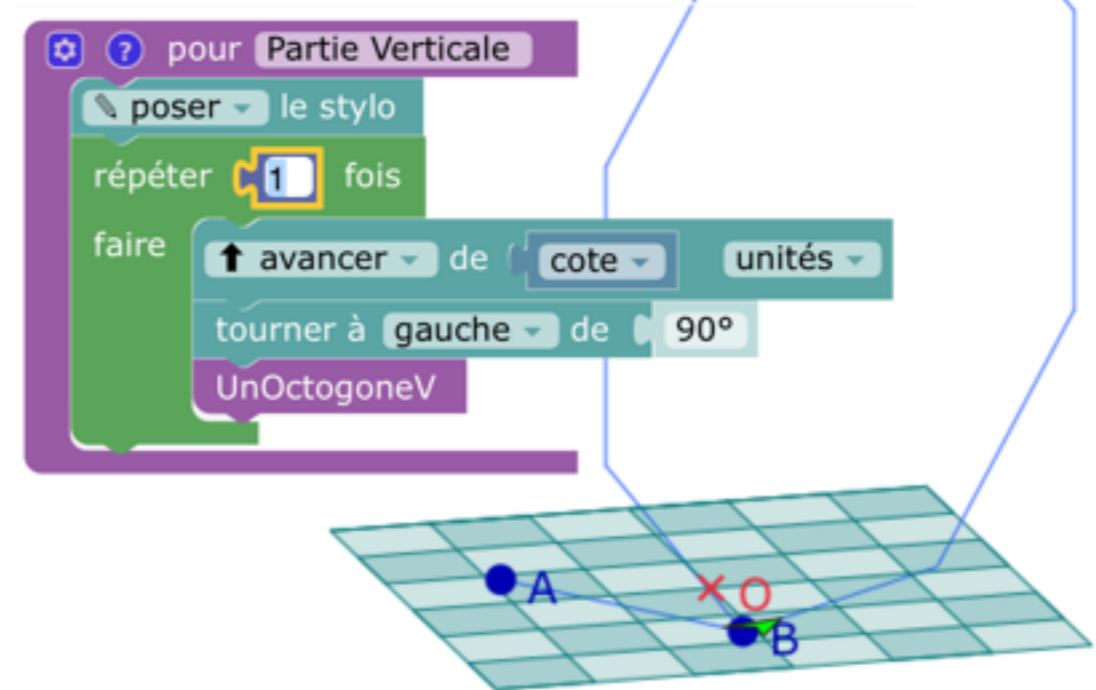 ? pour Partie Verticale
poser le stylo
répéter 1 fois
faire
avancer de cote unités
tourner à gauche de 90°
UnOctogoneV
A
O
B